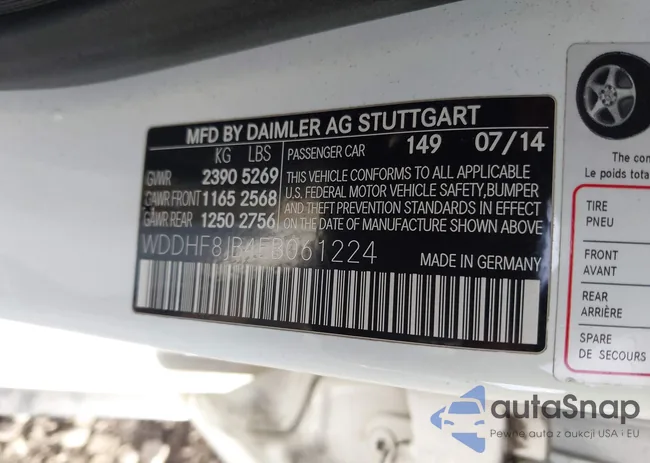 MFD BY DAIMLER AG STUTTGART
KG LBS
GVWR 2390 5269
GAWR FRONT 1165 2568
GAWR REAR 1250 2756
PASSENGER CAR 149 07/14
THIS VEHICLE CONFORMS TO ALL APPLICABLE
U.S. FEDERAL MOTOR VEHICLE SAFETY, BUMPER
AND THEFT PREVENTION STANDARDS IN EFFECT
ON THE DATE OF MANUFACTURE SHOWN ABOVE
WDDHF8JB4EB061224
MADE IN GERMANY
The con
Le poids tota
TIRE
PNEU
FRONT
AVANT
REAR
ARRIÈRE
SPARE
DE SECOURS
autoSnap
Pewne auta z aukcji USA i EU